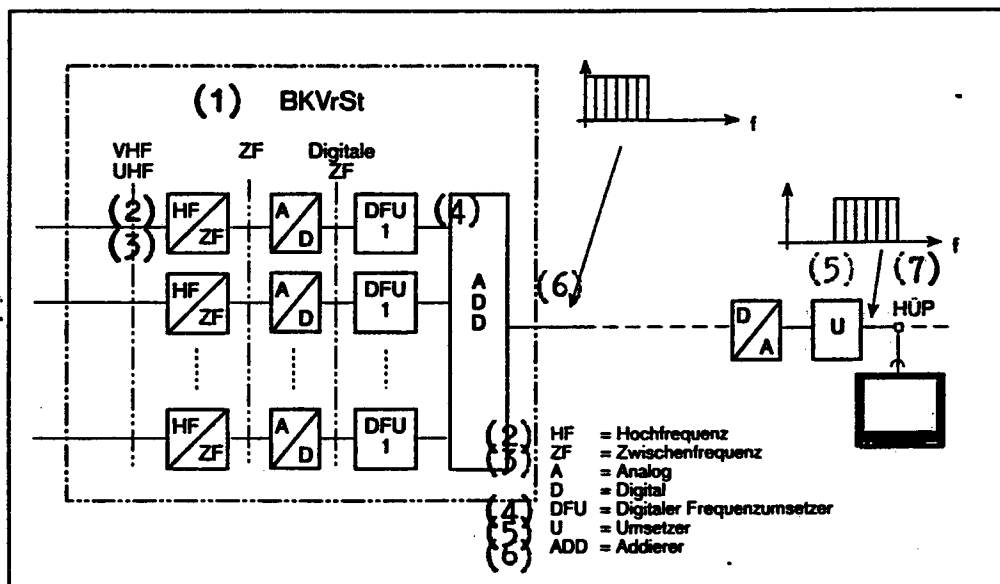 (1) BKVrSt
f
VHF
UHF
ZF
Digitale
ZF
(2)
(3)
HF
ZF
A
D
DFU
1
(4)
f
(5)
(7)
HF
ZF
A
D
DFU
1
A
D
D
(6)
D
A
U
HÜP
HF
ZF
A
D
DFU
1
(2) HF = Hochfrequenz
(3) ZF = Zwischenfrequenz
A = Analog
D = Digital
(4) DFU = Digitaler Frequenzumsetzer
(5) U = Umsetzer
(6) ADD = Addierer